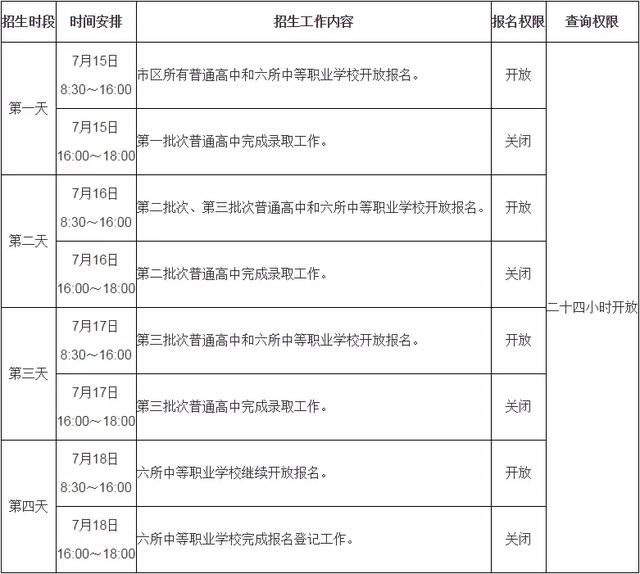 招生时段 时间安排 招生工作内容 报名权限 查询权限
第一天
7月15日
8:30～16:00
市区所有普通高中和六所中等职业学校开放报名。
开放
7月15日
16:00～18:00
第一批次普通高中完成录取工作。
关闭
第二天
7月16日
8:30～16:00
第二批次、第三批次普通高中和六所中等职业学校开放报名。
开放
7月16日
16:00～18:00
第二批次普通高中完成录取工作。
关闭
二十四小时开放
第三天
7月17日
8:30～16:00
第三批次普通高中和六所中等职业学校开放报名。
开放
7月17日
16:00～18:00
第三批次普通高中完成录取工作。
关闭
第四天
7月18日
8:30～16:00
六所中等职业学校继续开放报名。
开放
7月18日
16:00～18:00
六所中等职业学校完成报名登记工作。
关闭